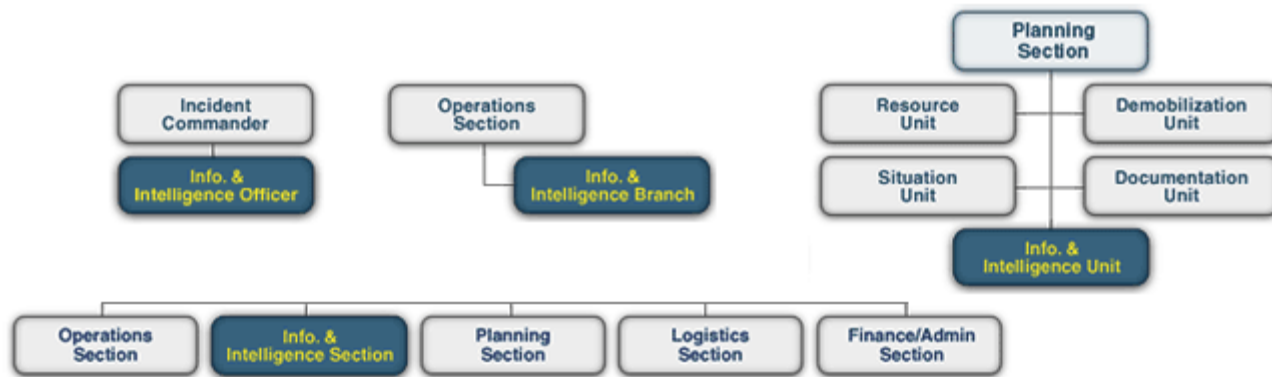 Planning
Section
Incident
Commander
Operations
Section
Resource
Unit
Demobilization
Unit
Info. &
Intelligence Officer
Info. &
Intelligence Branch
Situation
Unit
Documentation
Unit
Info. &
Intelligence Unit
Operations
Section
Info. &
Intelligence Section
Planning
Section
Logistics
Section
Finance/Admin
Section